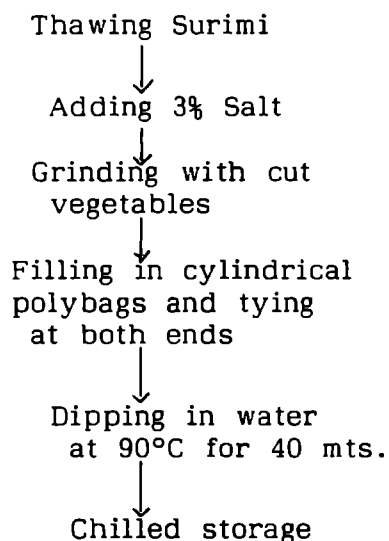 Thawing Surimi
Adding 3% Salt
Grinding with cut
vegetables
Filling in cylindrical
polybags and tying
at both ends
Dipping in water
at 90°C for 40 mts.
Chilled storage